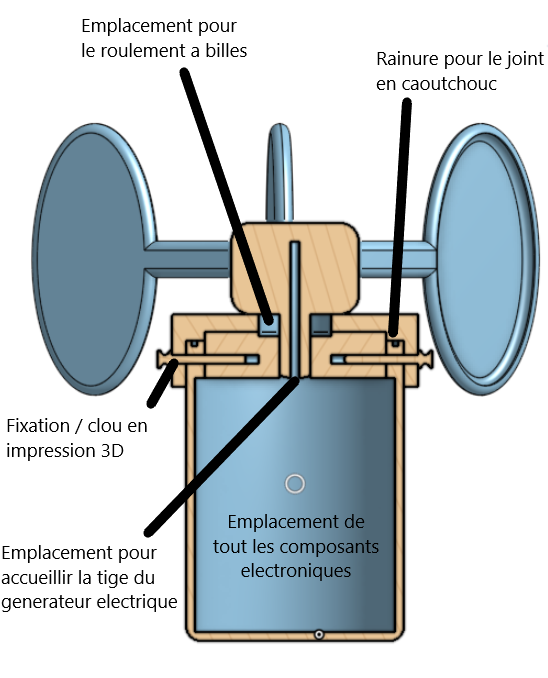 Emplacement pour
le roulement a billes
Rainure pour le joint
en caoutchouc
Fixation / clou en
impression 3D
Emplacement pour
accueillir la tige du
generateur electrique
Emplacement de
tout les composants
electroniques